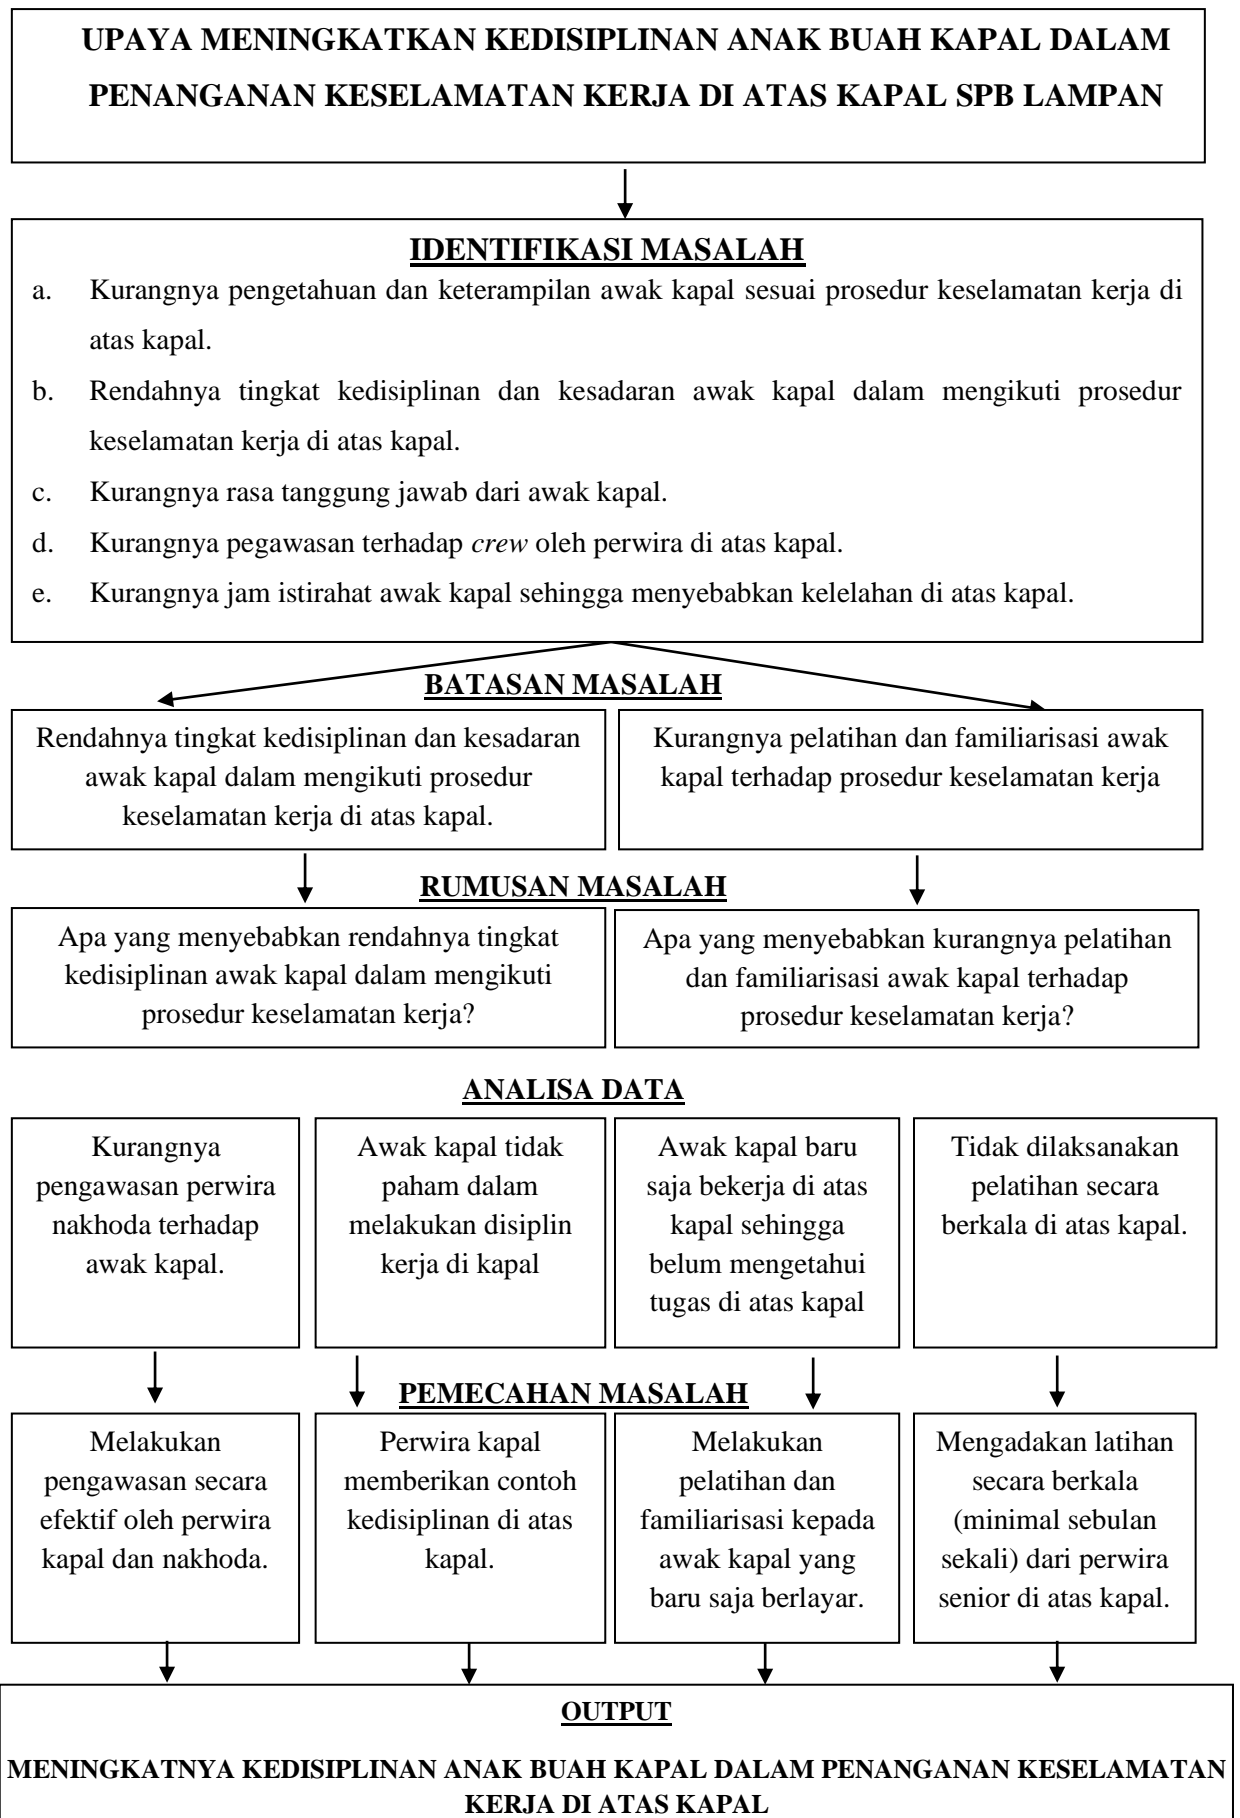 UPAYA MENINGKATKAN KEDISIPLINAN ANAK BUAH KAPAL DALAM
PENANGANAN KESELAMATAN KERJA DI ATAS KAPAL SPB LAMPAN
IDENTIFIKASI MASALAH
a. Kurangnya pengetahuan dan keterampilan awak kapal sesuai prosedur keselamatan kerja di
atas kapal.
b. Rendahnya tingkat kedisiplinan dan kesadaran awak kapal dalam mengikuti prosedur
keselamatan kerja di atas kapal.
c. Kurangnya rasa tanggung jawab dari awak kapal.
d. Kurangnya pegawasan terhadap crew oleh perwira di atas kapal.
e. Kurangnya jam istirahat awak kapal sehingga menyebabkan kelelahan di atas kapal.
BATASAN MASALAH
Rendahnya tingkat kedisiplinan dan kesadaran
awak kapal dalam mengikuti prosedur
keselamatan kerja di atas kapal.
Kurangnya pelatihan dan familiarisasi awak
kapal terhadap prosedur keselamatan kerja
RUMUSAN MASALAH
Apa yang menyebabkan rendahnya tingkat
kedisiplinan awak kapal dalam mengikuti
prosedur keselamatan kerja?
Apa yang menyebabkan kurangnya pelatihan
dan familiarisasi awak kapal terhadap
prosedur keselamatan kerja?
ANALISA DATA
Kurangnya
pengawasan perwira
nakhoda terhadap
awak kapal.
Awak kapal tidak
paham dalam
melakukan disiplin
kerja di kapal
Awak kapal baru
saja bekerja di atas
kapal sehingga
belum mengetahui
tugas di atas kapal
Tidak dilaksanakan
pelatihan secara
berkala di atas kapal.
PEMECAHAN MASALAH
Melakukan
pengawasan secara
efektif oleh perwira
kapal dan nakhoda.
Perwira kapal
memberikan contoh
kedisiplinan di atas
kapal.
Melakukan
pelatihan dan
familiarisasi kepada
awak kapal yang
baru saja berlayar.
Mengadakan latihan
secara berkala
(minimal sebulan
sekali) dari perwira
senior di atas kapal.
OUTPUT
MENINGKATNYA KEDISIPLINAN ANAK BUAH KAPAL DALAM PENANGANAN KESELAMATAN
KERJA DI ATAS KAPAL